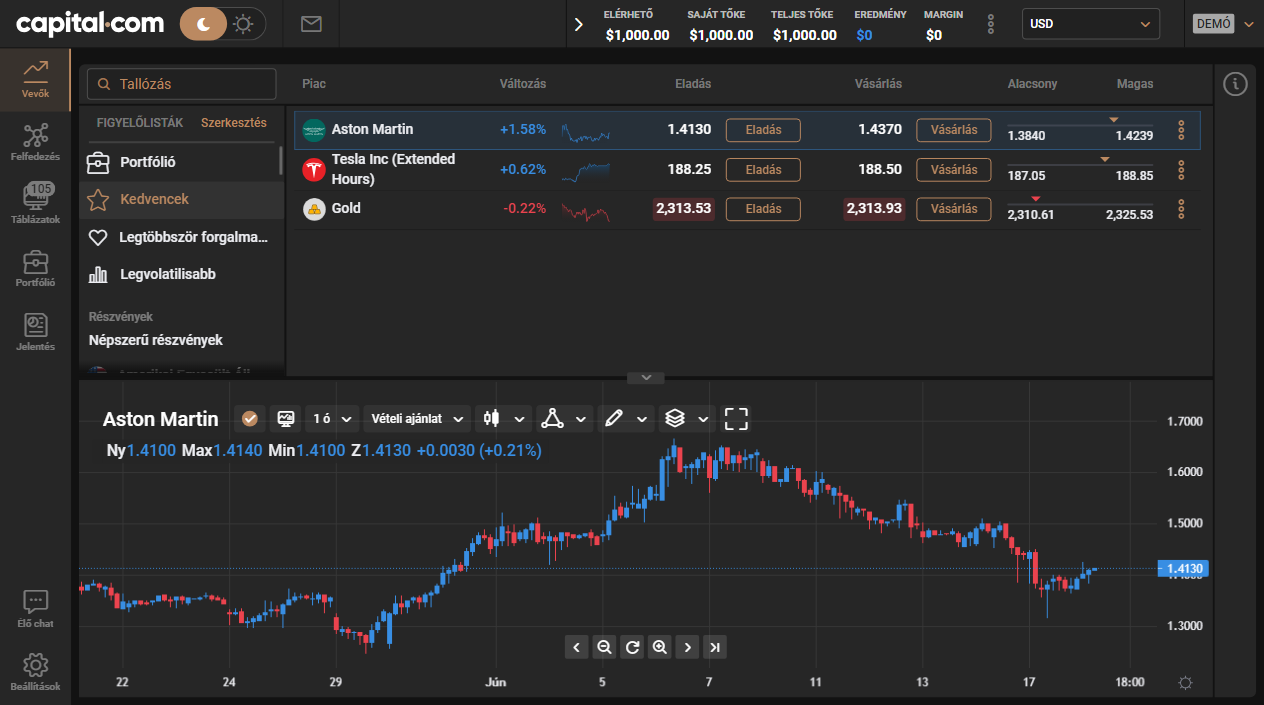 capital.com
ELÉRHETŐ SAJÁT TŐKE TELJES TŐKE EREDMÉNY MARGIN
$1,000.00 $1,000.00 $1,000.00 $0 $0
USD
DEMÓ
Vevők
Felfedezés
105
Táblázatok
Portfólió
Jelentés
Élő chat
Beállítások
Tallózás
FIGYELŐLISTÁK Szerkesztés
Portfólió
Kedvencek
Legtöbbször forgalma...
Legvolatilisabb
Részvények
Népszerű részvények
Piac Változás Eladás Vásárlás Alacsony Magas
Aston Martin +1.58% 1.4130 Eladás 1.4370 Vásárlás 1.3840 1.4239
Tesla Inc (Extended
Hours) +0.62% 188.25 Eladás 188.50 Vásárlás 187.05 188.85
Gold -0.22% 2,313.53 Eladás 2,313.93 Vásárlás 2,310.61 2,325.53
Aston Martin 1 ó Vételi ajánlat
Ny1.4100 Max1.4140 Min1.4100 Z1.4130 +0.0030 (+0.21%)
1.7000
1.6000
1.5000
1.4130
1.3000
22 24 29 Jún 5 7 11 13 17 18:00